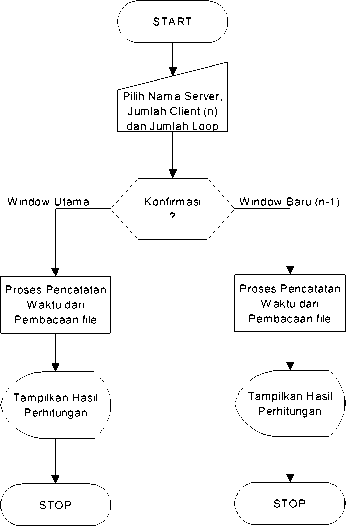 START
Pilih Nama Server,
Jumlah Client (n)
dan Jumlah Loop
Window Utama
Konfirmasi
?
Window Baru (n-1)
Proses Pencatatan
Waktu dari
Pembacaan file
Proses Pencatatan
Waktu dari
Pembacaan file
Tampilkan Hasil
Perhitungan
Tampilkan Hasil
Perhitungan
STOP
STOP